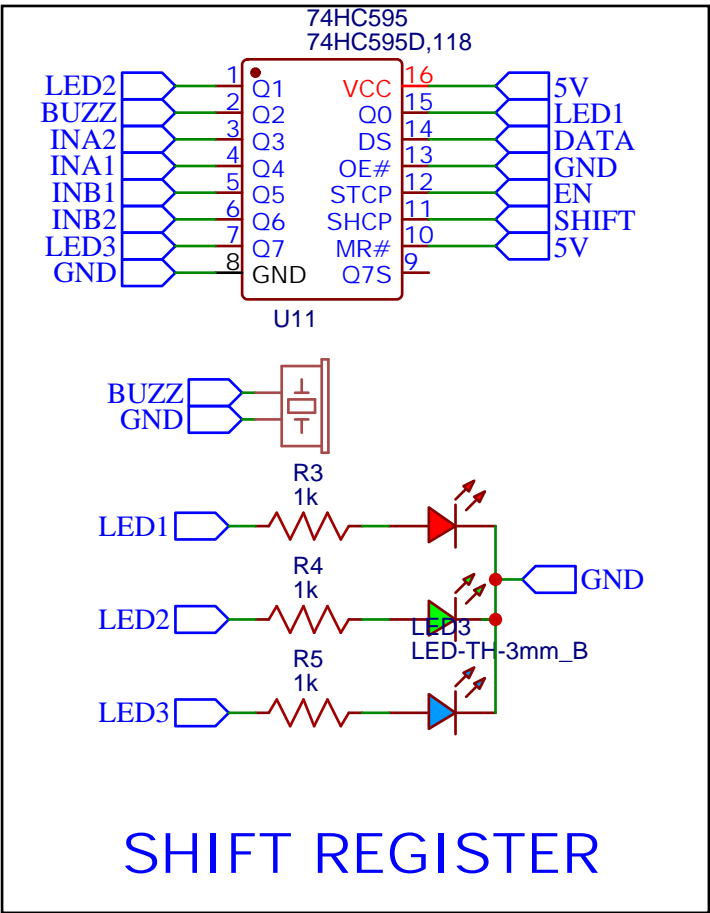 74HC595
74HC595D,118
LED2 1 Q1 VCC 16 5V
BUZZ 2 Q2 Q0 15 LED1
INA2 3 Q3 DS 14 DATA
INA1 4 Q4 OE# 13 GND
INB1 5 Q5 STCP 12 EN
INB2 6 Q6 SHCP 11 SHIFT
LED3 7 Q7 MR# 10 5V
GND 8 GND Q7S 9
U11
BUZZ
GND
R3
1k
LED1
R4
1k
GND
LED2
LED3
LED-TH-3mm_B
R5
1k
LED3
SHIFT REGISTER